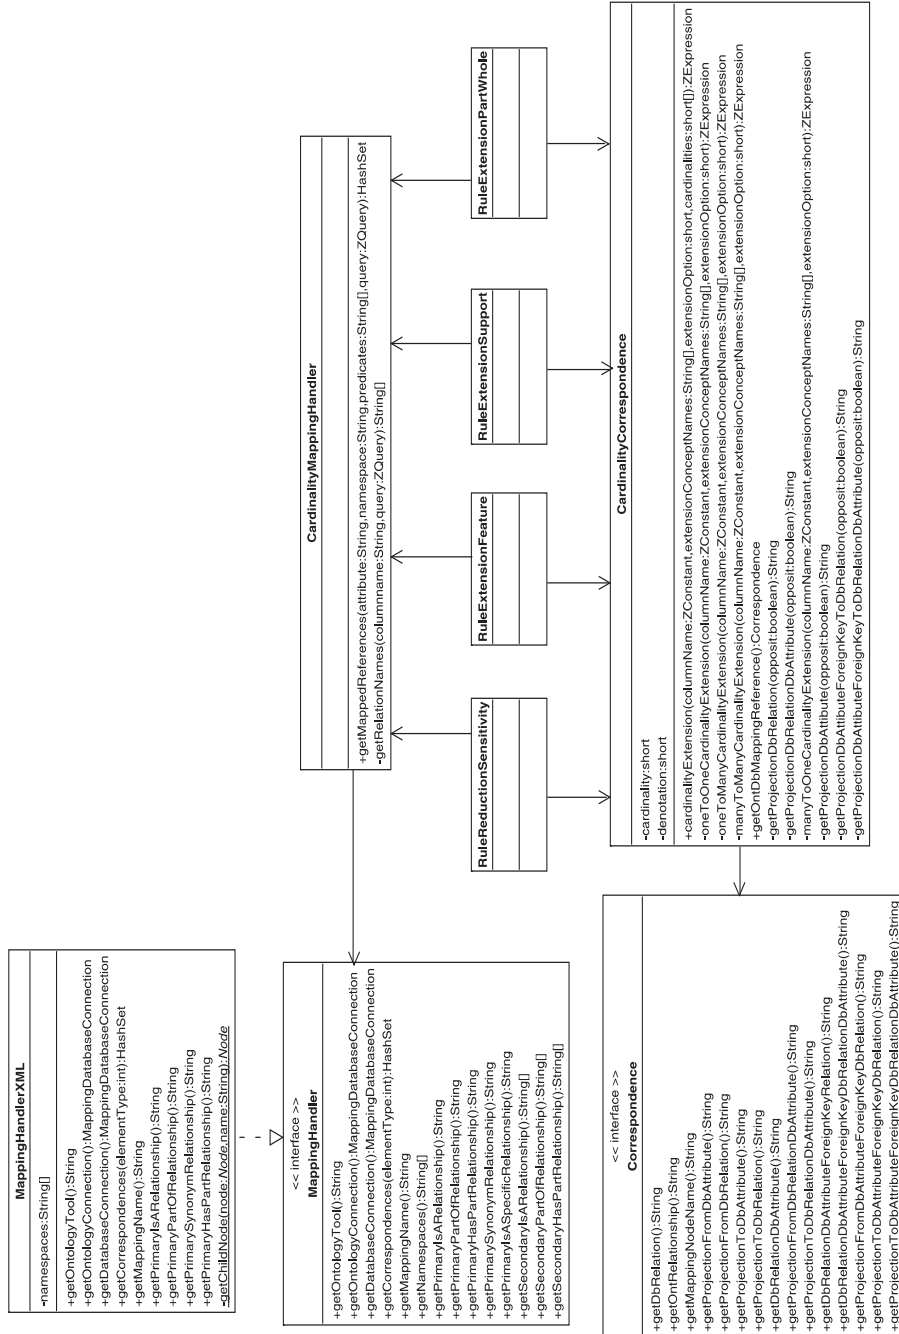 MappingHandlerXML
-namespaces:String[]
+getOntologyTool():String
+getOntologyConnection():MappingDatabaseConnection
+getDatabaseConnection():MappingDatabaseConnection
+getCorrespondences(elementType:int):HashSet
+getMappingName():String
+getPrimaryIsARelationship():String
+getPrimaryPartOfRelationship():String
+getPrimarySynonymRelationship():String
+getPrimaryHasPartRelationship():String
-getChildNode(node:Node,name:String):Node
<< interface >>
MappingHandler
+getOntologyTool():String
+getOntologyConnection():MappingDatabaseConnection
+getDatabaseConnection():MappingDatabaseConnection
+getCorrespondences(elementType:int):HashSet
+getMappingName():String
+getNamespaces():String[]
+getPrimaryIsARelationship():String
+getPrimaryPartOfRelationship():String
+getPrimaryHasPartRelationship():String
+getPrimarySynonymRelationship():String
+getPrimaryIsASpecificRelationship():String
+getSecondaryIsARelationship():String[]
+getSecondaryPartOfRelationship():String[]
+getSecondaryHasPartRelationship():String[]
CardinalityMappingHandler
+getMappedReferences(attribute:String,namespace:String,predicates:String[],query:ZQuery):HashSet
-getRelationNames(columnname:String,query:ZQuery):String[]
RuleReductionSensitivity
RuleExtensionFeature
RuleExtensionSupport
RuleExtensionPartWhole
<< interface >>
Correspondence
+getDbRelation():String
+getOntRelationship():String
+getMappingNodeName():String
+getProjectionFromDbAttribute():String
+getProjectionFromDbRelation():String
+getProjectionToDbAttribute():String
+getProjectionToDbRelation():String
+getDbRelationDbAttribute():String
+getDbAttribute():String
+getProjectionFromDbRelationDbAttribute():String
+getProjectionToDbRelationDbAttribute():String
+getDbRelationDbAttributeForeignKeyRelation():String
+getDbRelationDbAttributeForeignKeyDbRelationDbAttribute():String
+getProjectionFromDbAttributeForeignKeyDbRelation():String
+getProjectionToDbAttributeForeignKeyDbRelation():String
+getProjectionToDbAttributeForeignKeyDbRelationDbAttribute():String
CardinalityCorrespondence
-cardinality:short
-denotation:short
+cardinalityExtension(columnName:ZConstant,extensionConceptNames:String[],extensionOption:short,cardinalities:short[]):ZExpression
-oneToOneCardinalityExtension(columnName:ZConstant,extensionConceptNames:String[],extensionOption:short):ZExpression
-oneToManyCardinalityExtension(columnName:ZConstant,extensionConceptNames:String[],extensionOption:short):ZExpression
-manyToManyCardinalityExtension(columnName:ZConstant,extensionConceptNames:String[],extensionOption:short):ZExpression
+getOntDbMappingReference():Correspondence
-getProjectionDbRelation(opposit:boolean):String
-getProjectionDbRelationDbAttribute(opposit:boolean):String
-manyToOneCardinalityExtension(columnName:ZConstant,extensionConceptNames:String[],extensionOption:short):ZExpression
-getProjectionDbAttibute(opposit:boolean):String
-getProjectionDbAttibuteForeignKeyToDbRelation(opposit:boolean):String
-getProjectionDbAttibuteForeignKeyToDbRelationDbAttribute(opposit:boolean):String